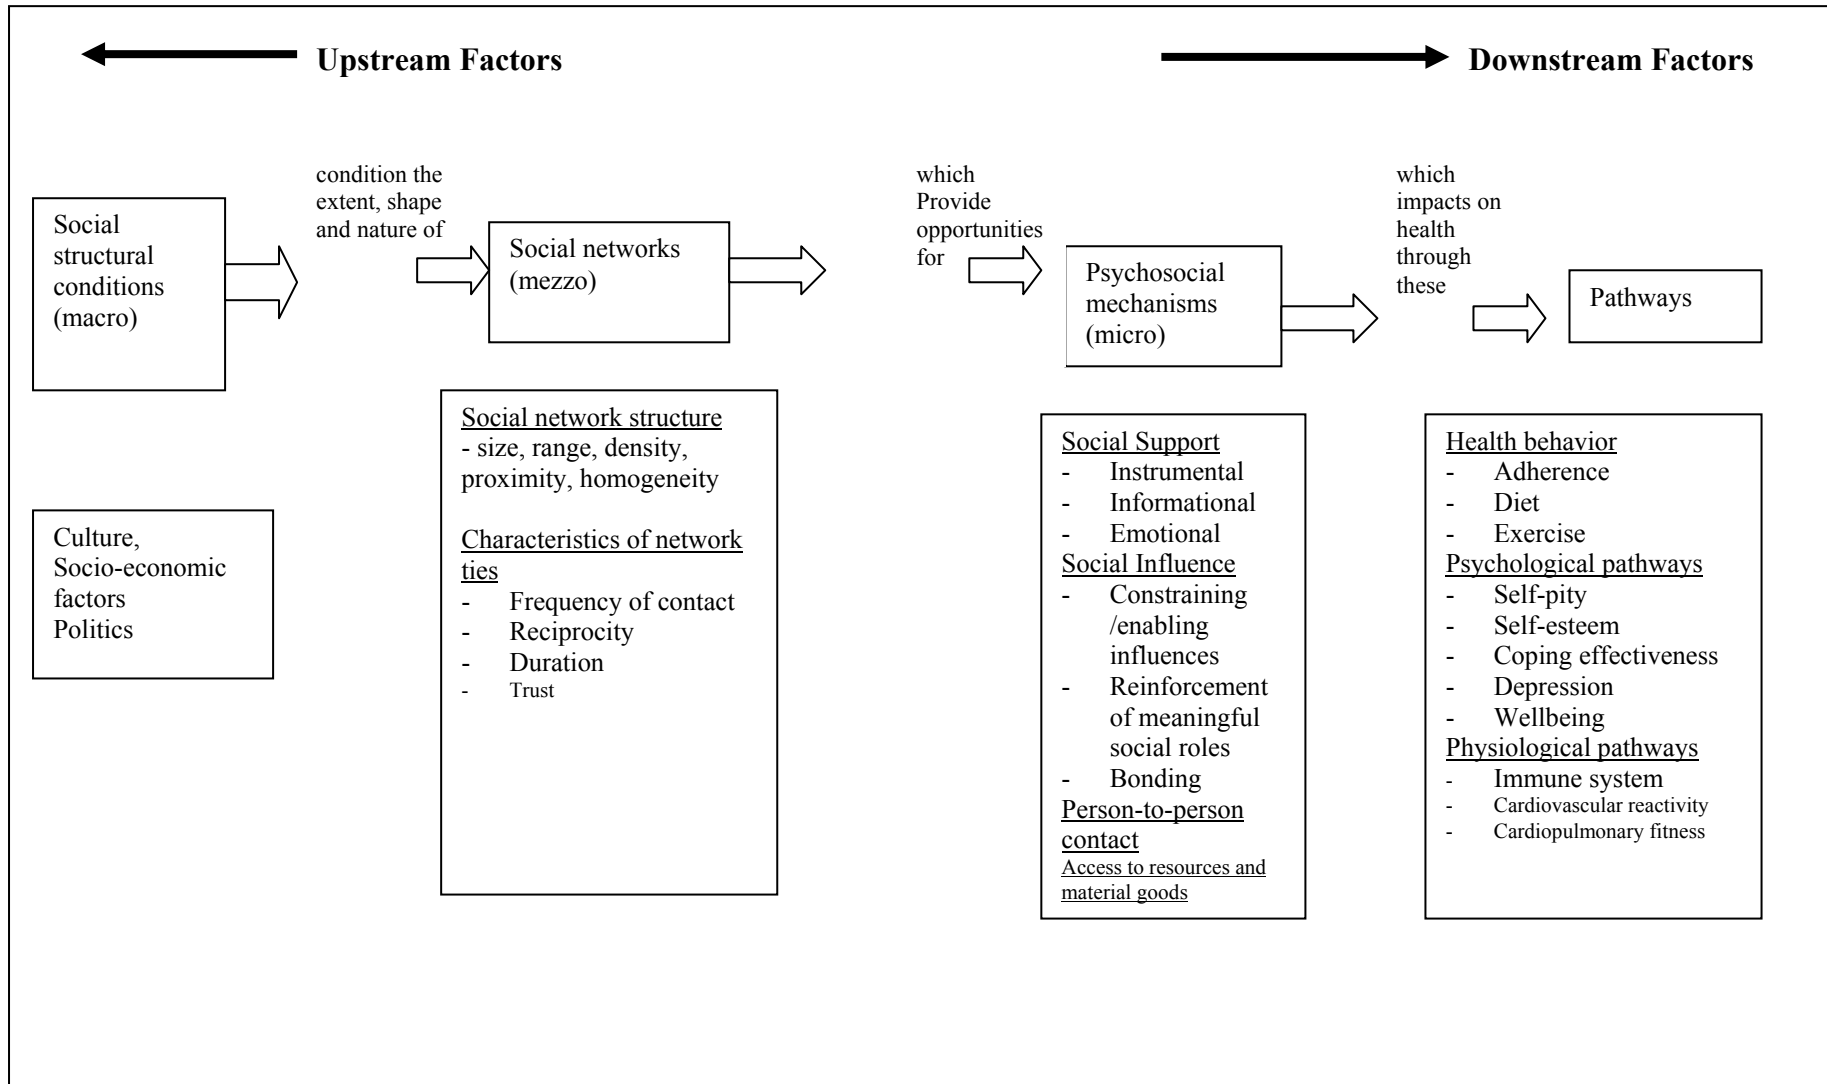 Upstream Factors
Downstream Factors
Social
structural
conditions
(macro)
condition the
extent, shape
and nature of
Social networks
(mezzo)
which
Provide
opportunities
for
Psychosocial
mechanisms
(micro)
which
impacts on
health
through
these
Pathways
Culture,
Socio-economic
factors
Politics
Social network structure
- size, range, density,
proximity, homogeneity
Characteristics of network
ties
- Frequency of contact
- Reciprocity
- Duration
- Trust
Social Support
- Instrumental
- Informational
- Emotional
Social Influence
- Constraining
/enabling
influences
- Reinforcement
of meaningful
social roles
- Bonding
Person-to-person
contact
Access to resources and
material goods
Health behavior
- Adherence
- Diet
- Exercise
Psychological pathways
- Self-pity
- Self-esteem
- Coping effectiveness
- Depression
- Wellbeing
Physiological pathways
- Immune system
- Cardiovascular reactivity
- Cardiopulmonary fitness